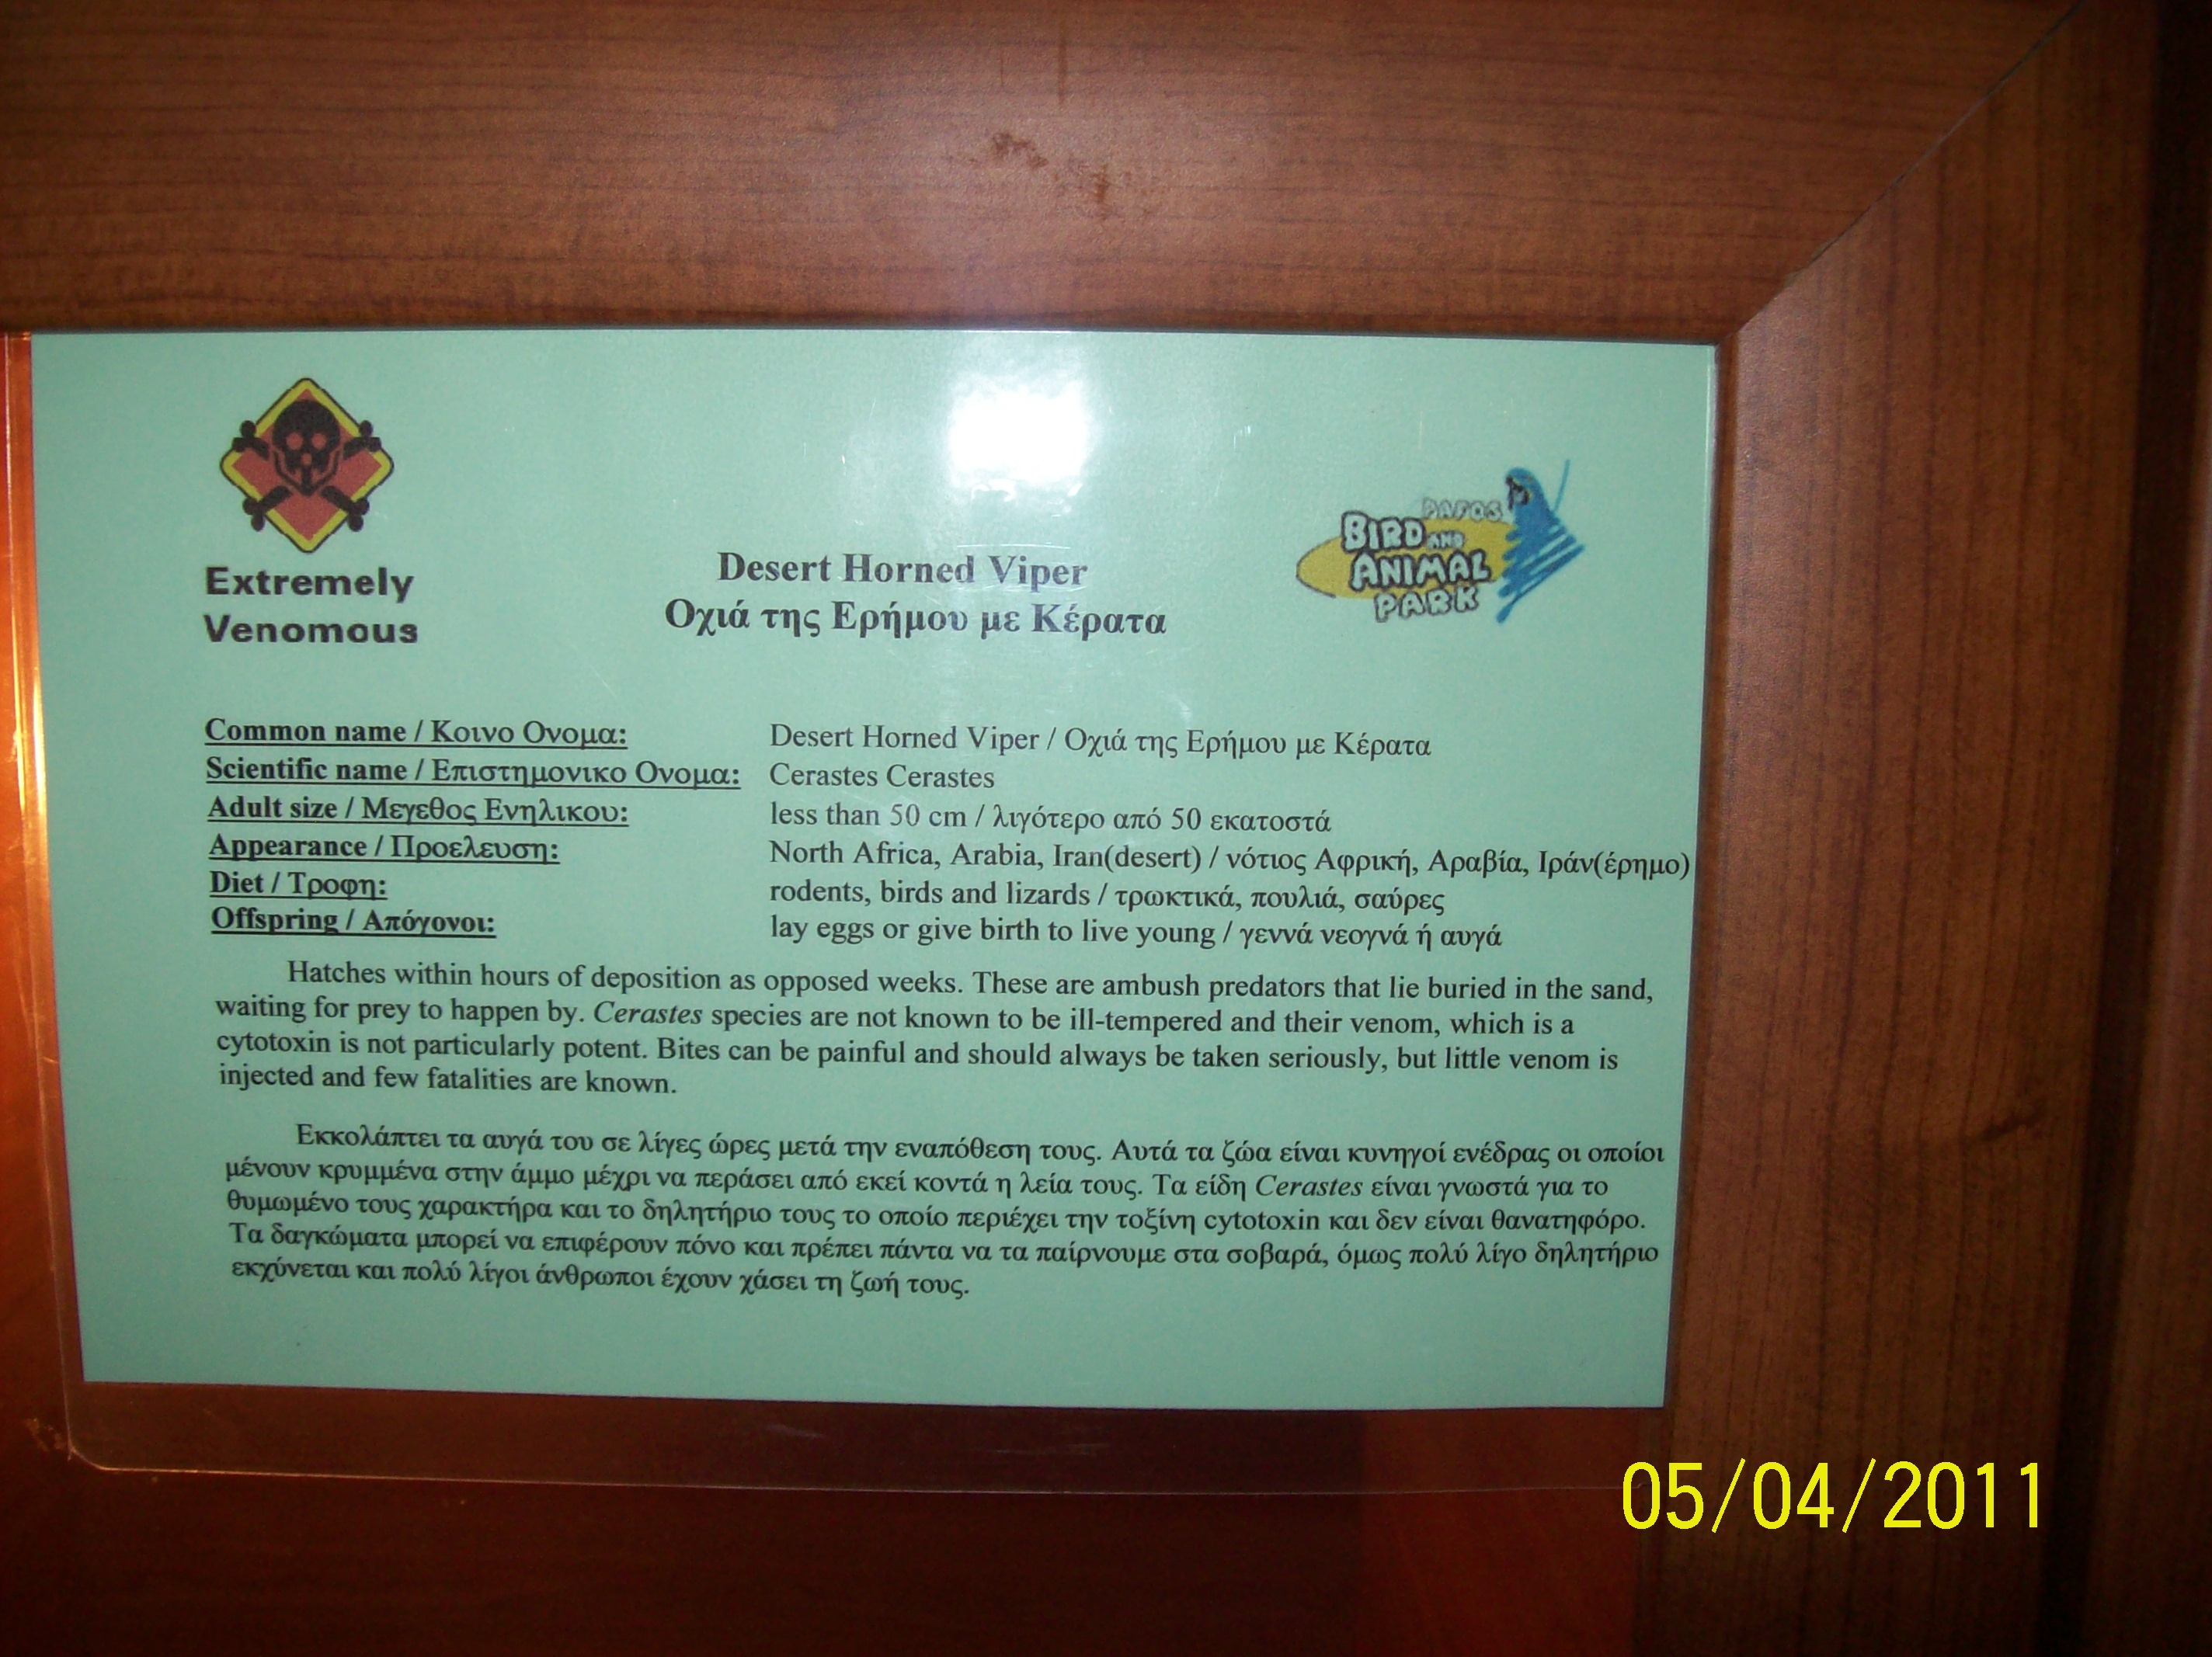 Extremely
Venomous
PAFOS
BIRD AND
ANIMAL
PARK
Desert Horned Viper
Οχιά της Ερήμου με Κέρατα
Common name / Κοινο Ονομα: Desert Horned Viper / Οχιά της Ερήμου με Κέρατα
Scientific name / Επιστημονικο Ονομα: Cerastes Cerastes
Adult size / Μεγεθος Ενηλικου: less than 50 cm / λιγότερο από 50 εκατοστά
Appearance / Προελευση: North Africa, Arabia, Iran(desert) / νότιος Αφρική, Αραβία, Ιράν(έρημο)
Diet / Τροφη: rodents, birds and lizards / τρωκτικά, πουλιά, σαύρες
Offspring / Απόγονοι: lay eggs or give birth to live young / γεννά νεογνά ή αυγά
Hatches within hours of deposition as opposed weeks. These are ambush predators that lie buried in the sand,
waiting for prey to happen by. Cerastes species are not known to be ill-tempered and their venom, which is a
cytotoxin is not particularly potent. Bites can be painful and should always be taken seriously, but little venom is
injected and few fatalities are known.
Εκκολάπτει τα αυγά του σε λίγες ώρες μετά την εναπόθεση τους. Αυτά τα ζώα είναι κυνηγοί ενέδρας οι οποίοι
μένουν κρυμμένα στην άμμο μέχρι να περάσει από εκεί κοντά η λεία τους. Τα είδη Cerastes είναι γνωστά για το
θυμωμένο τους χαρακτήρα και το δηλητήριο τους το οποίο περιέχει την τοξίνη cytotoxin και δεν είναι θανατηφόρο.
Τα δαγκώματα μπορεί να επιφέρουν πόνο και πρέπει πάντα να τα παίρνουμε στα σοβαρά, όμως πολύ λίγο δηλητήριο
εκχύνεται και πολύ λίγοι άνθρωποι έχουν χάσει τη ζωή τους.
05/04/2011